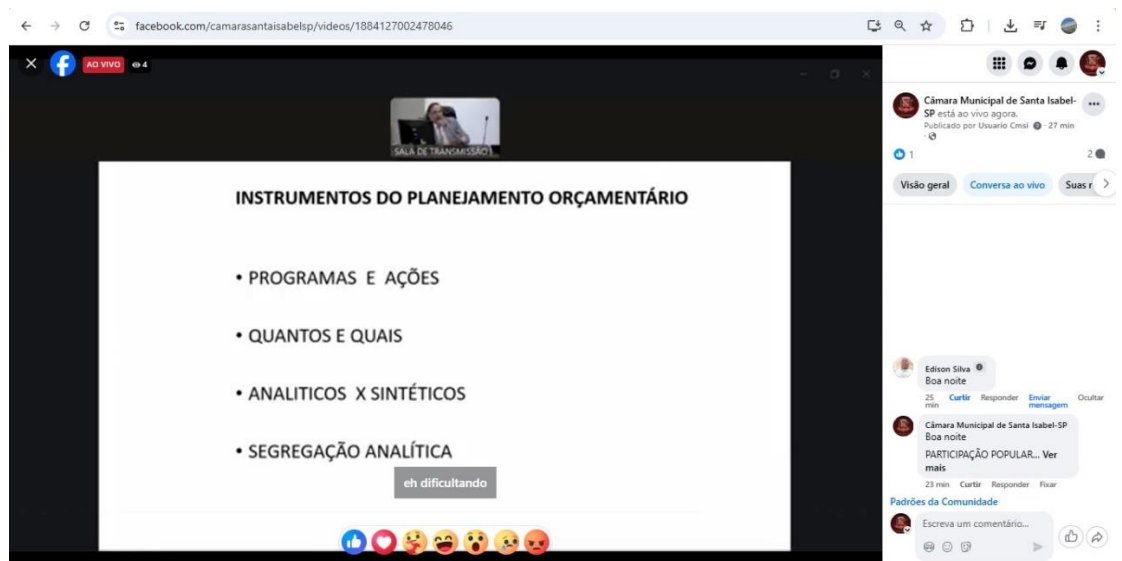 facebook.com/camarasantaisabelsp/videos/1884127002478046
AO VIVO 4
SALA DE TRANSMISSÃO
INSTRUMENTOS DO PLANEJAMENTO ORÇAMENTÁRIO
• PROGRAMAS E AÇÕES
• QUANTOS E QUAIS
• ANALITICOS X SINTÉTICOS
• SEGREGAÇÃO ANALÍTICA
eh dificultando
Câmara Municipal de Santa Isabel-
SP está ao vivo agora.
Publicado por Usuario Cmsi · 27 min
·
1
2
Visão geral
Conversa ao vivo
Suas r
Edison Silva
Boa noite
25 min Curtir Responder Enviar mensagem Ocultar
Câmara Municipal de Santa Isabel-SP
Boa noite
PARTICIPAÇÃO POPULAR... Ver
mais
23 min Curtir Responder Fixar
Padrões da Comunidade
Escreva um comentário...